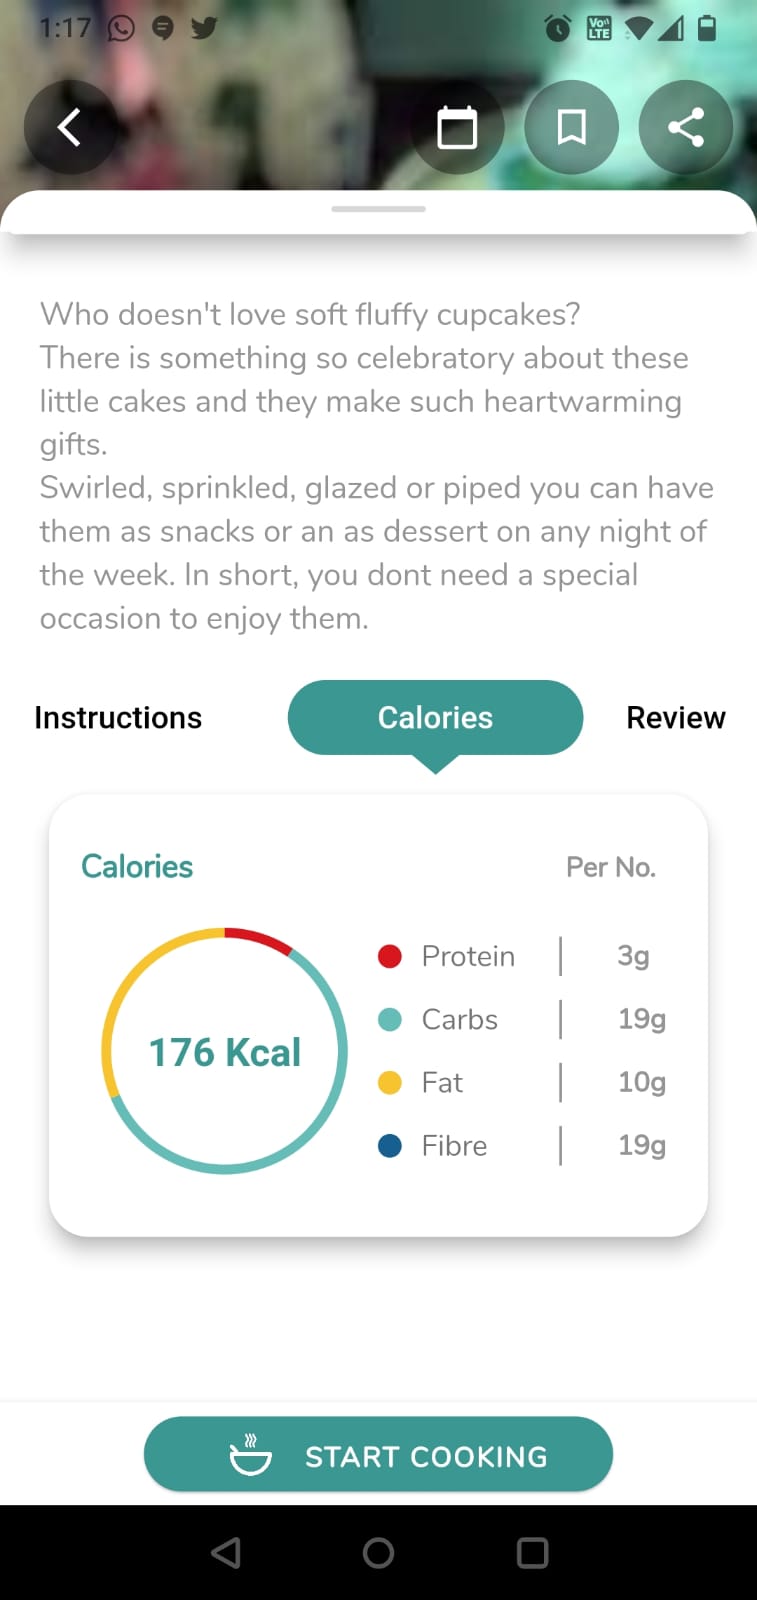 1:17 Vo LTE
Who doesn't love soft fluffy cupcakes?
There is something so celebratory about these
little cakes and they make such heartwarming
gifts.
Swirled, sprinkled, glazed or piped you can have
them as snacks or an as dessert on any night of
the week. In short, you dont need a special
occasion to enjoy them.
Instructions Calories Review
Calories Per No.
176 Kcal
Protein 3g
Carbs 19g
Fat 10g
Fibre 19g
START COOKING